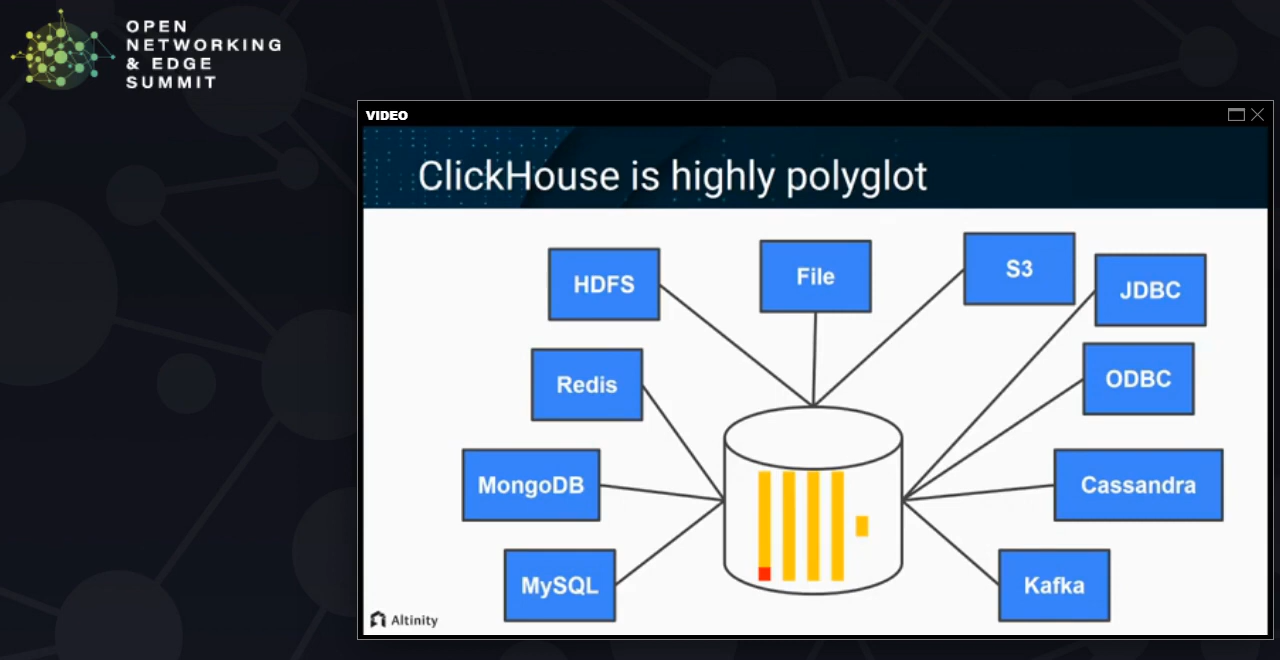 OPEN
NETWORKING
& EDGE
SUMMIT
VIDEO
ClickHouse is highly polyglot
HDFS
File
S3
JDBC
Redis
ODBC
MongoDB
Cassandra
MySQL
Kafka
Altinity